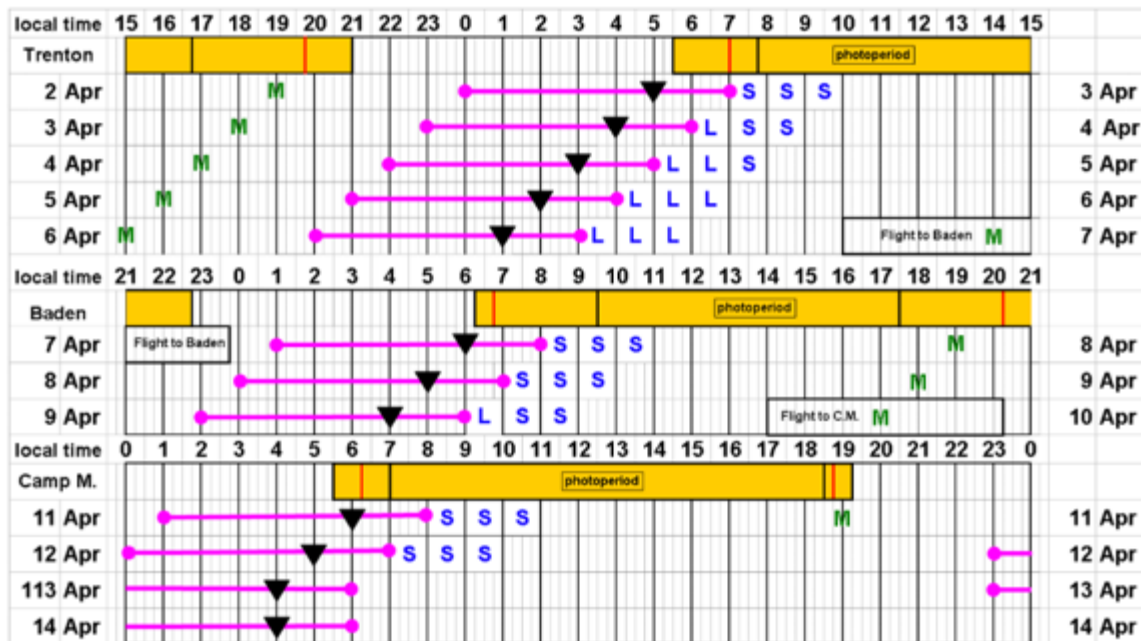 local time 15 16 17 18 19 20 21 22 23 0 1 2 3 4 5 6 7 8 9 10 11 12 13 14 15
Trenton photoperiod
2 Apr M S S S 3 Apr
3 Apr M L S S 4 Apr
4 Apr M L L S 5 Apr
5 Apr M L L L 6 Apr
6 Apr M L L L Flight to Baden M 7 Apr
local time 21 22 23 0 1 2 3 4 5 6 7 8 9 10 11 12 13 14 15 16 17 18 19 20 21
Baden photoperiod
7 Apr Flight to Baden S S S M 8 Apr
8 Apr S S S M 9 Apr
9 Apr L S S Flight to C.M. M 10 Apr
local time 0 1 2 3 4 5 6 7 8 9 10 11 12 13 14 15 16 17 18 19 20 21 22 23 0
Camp M. photoperiod
11 Apr S S S M 11 Apr
12 Apr S S S 12 Apr
113 Apr 13 Apr
14 Apr 14 Apr